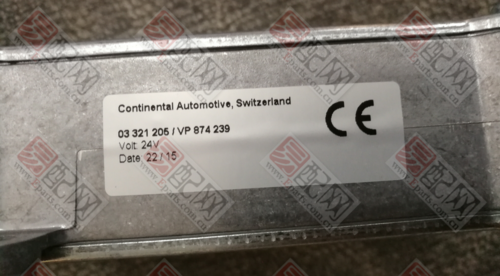 Continental Automotive, Switzerland
03 321 205 / VP 874 239
Volt: 24V
Date: 22 / 15
CE